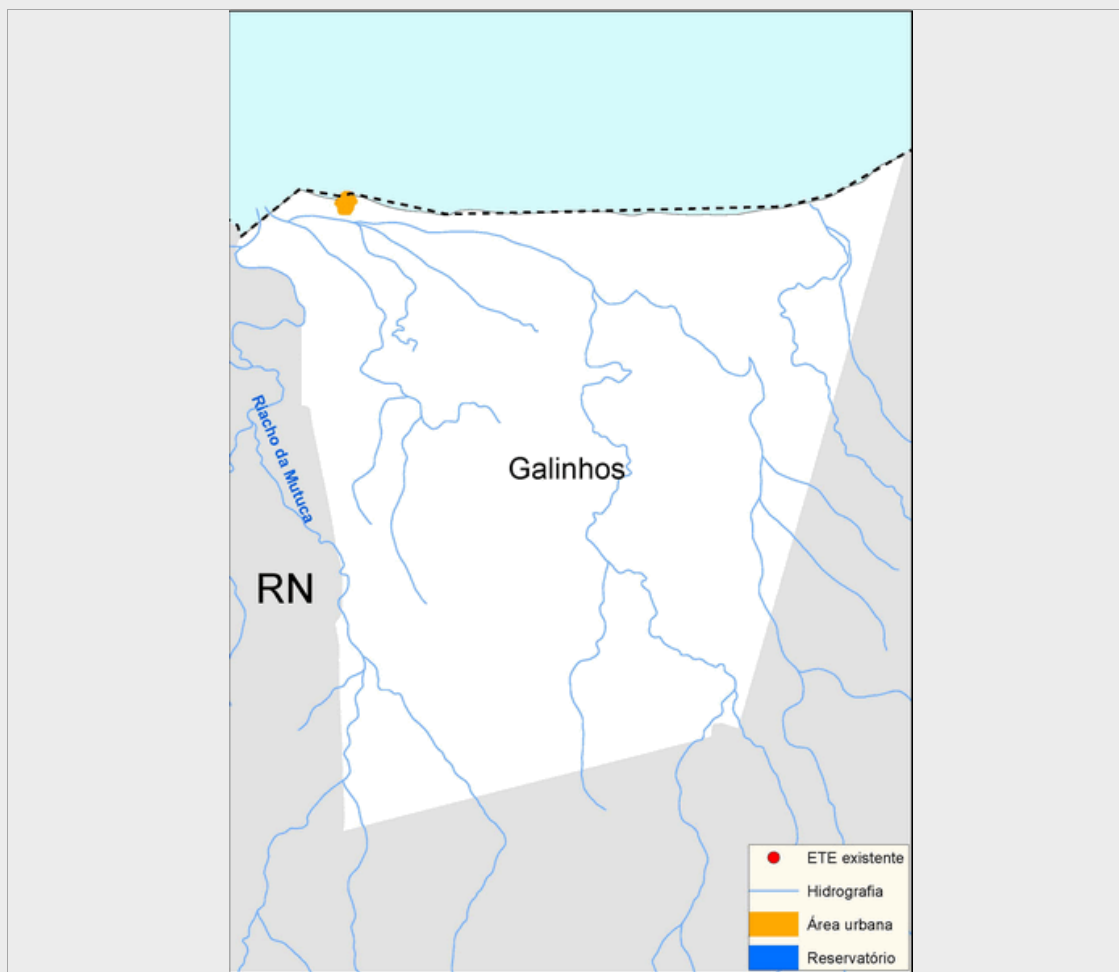 Riacho da Mutuca
Galinhos
RN
ETE existente
Hidrografia
Área urbana
Reservatório